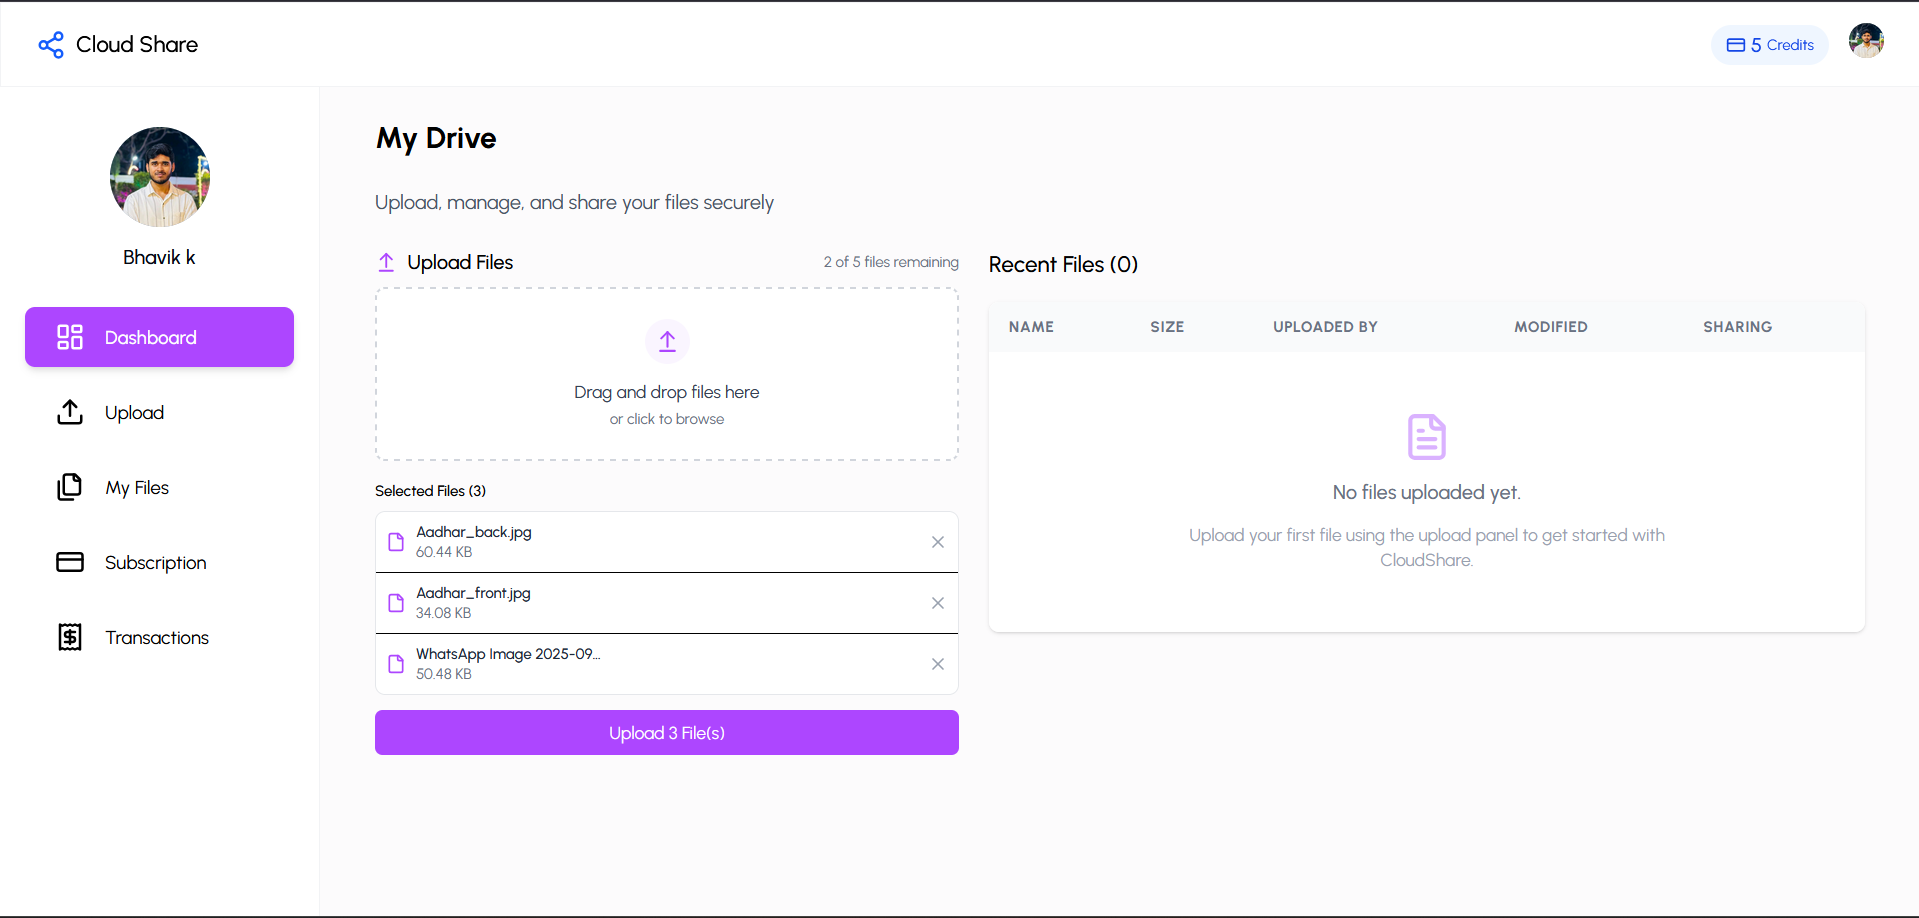 Cloud Share
5 Credits
Bhavik k
Dashboard
Upload
My Files
Subscription
Transactions
My Drive
Upload, manage, and share your files securely
Upload Files
2 of 5 files remaining
Drag and drop files here
or click to browse
Selected Files (3)
Aadhar_back.jpg
60.44 KB
Aadhar_front.jpg
34.08 KB
WhatsApp Image 2025-09...
50.48 KB
Upload 3 File(s)
Recent Files (0)
NAME SIZE UPLOADED BY MODIFIED SHARING
No files uploaded yet.
Upload your first file using the upload panel to get started with
CloudShare.